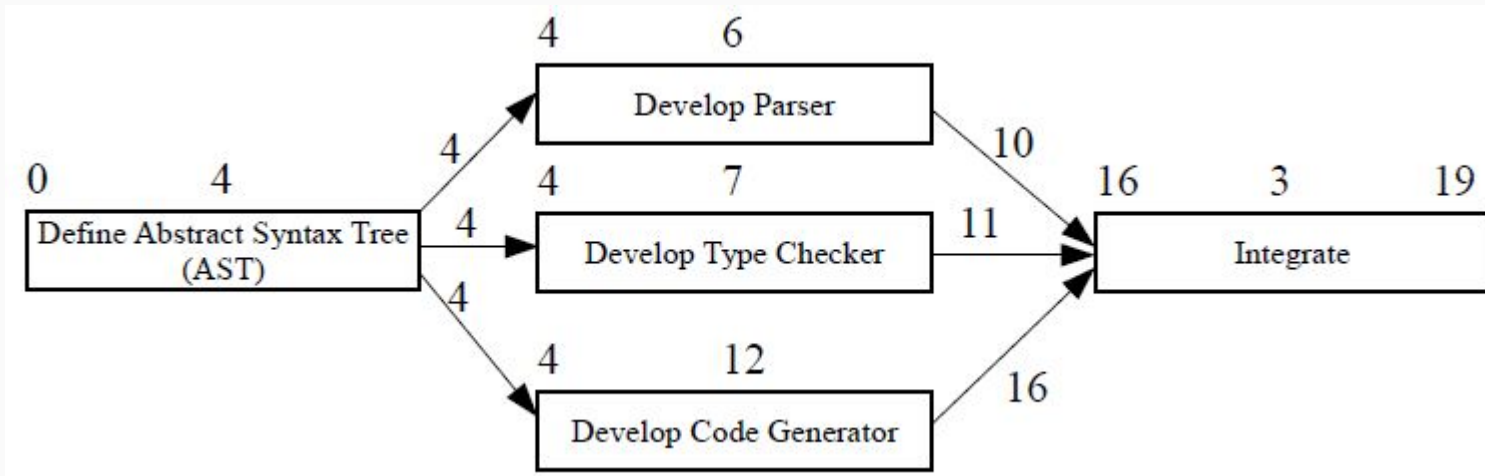 4 6
Develop Parser
4 10
0 4 4 7 16 3 19
Define Abstract Syntax Tree
(AST)
4
Develop Type Checker
11
Integrate
4
4 12
16
Develop Code Generator